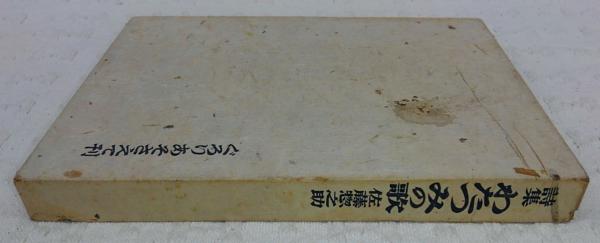 詩集 わたつみの歌 佐藤惣之助
ぐろりあそさえて刊